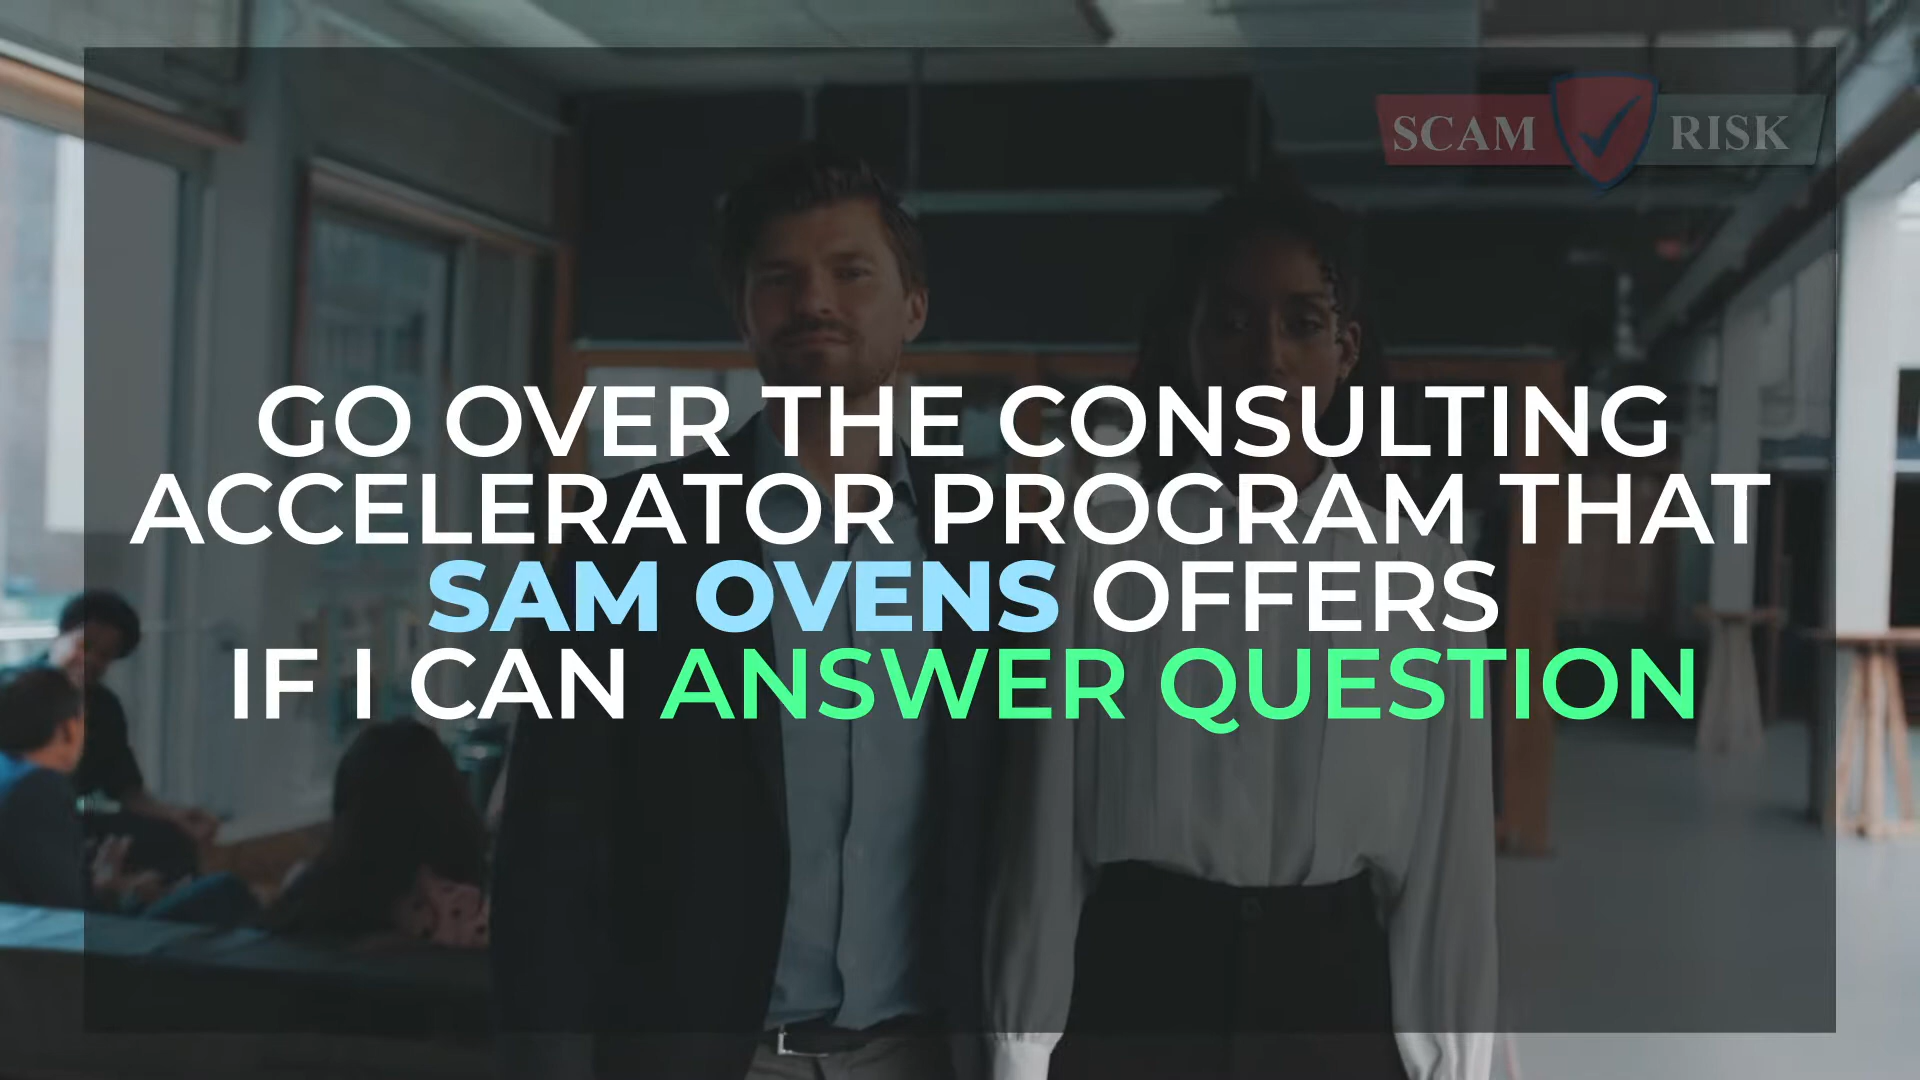 SCAM RISK
GO OVER THE CONSULTING
ACCELERATOR PROGRAM THAT
SAM OVENS OFFERS
IF I CAN ANSWER QUESTION